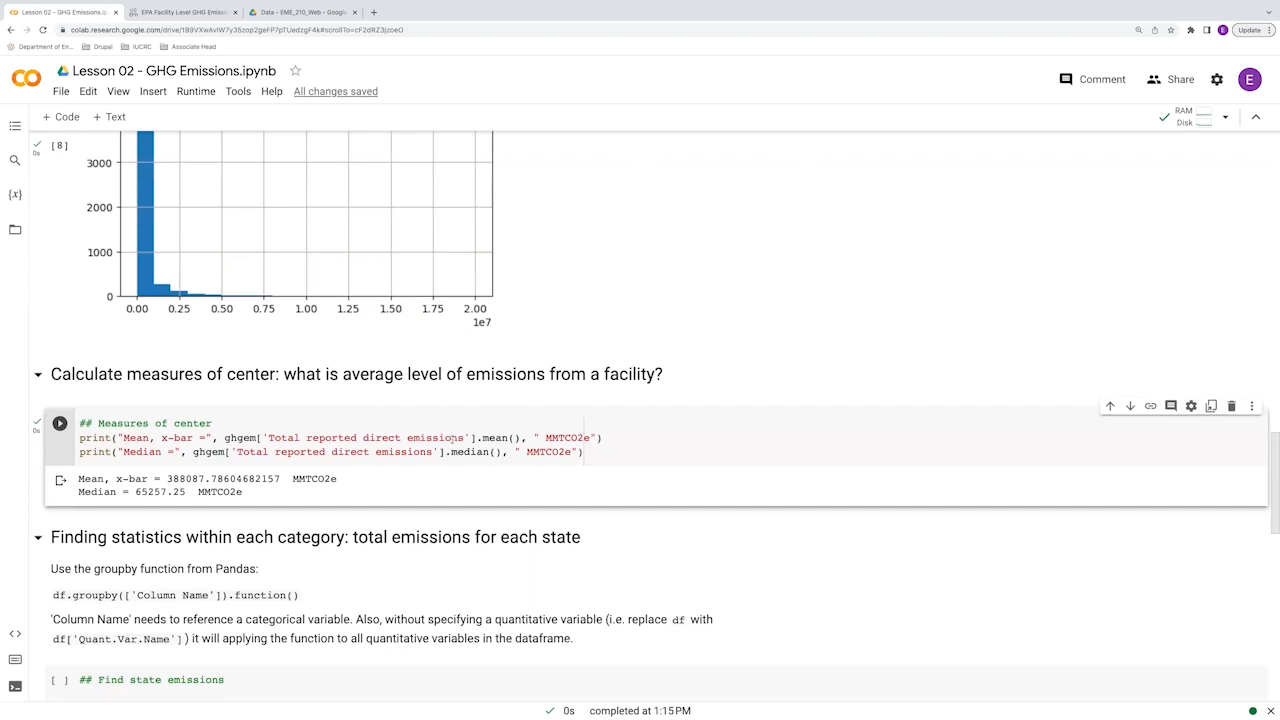 Lesson 02 - GHG Emissions.ip
EPA Facility Level GHG Emissi
Data - EME_210_Web - Google
colab.research.google.com/drive/1B9VXwAvIW7y35zop2geFP7pTUedzgF4k#scrollTo=cF2dRZ3jzoeO
Update
Department of En...
Drupal
IUCRC
Associate Head
CO
Lesson 02 - GHG Emissions.ipynb
File Edit View Insert Runtime Tools Help All changes saved
Comment
Share
E
+ Code + Text
RAM
Disk
[8]
0s
3000
2000
1000
0
0.00 0.25 0.50 0.75 1.00 1.25 1.50 1.75 2.00
1e7
Calculate measures of center: what is average level of emissions from a facility?
0s
## Measures of center
print("Mean, x-bar =", ghgem['Total reported direct emissions'].mean(), " MMTCO2e")
print("Median =", ghgem['Total reported direct emissions'].median(), " MMTCO2e")
Mean, x-bar = 388087.78604682157 MMTCO2e
Median = 65257.25 MMTCO2e
Finding statistics within each category: total emissions for each state
Use the groupby function from Pandas:
df.groupby(['Column Name']).function()
'Column Name' needs to reference a categorical variable. Also, without specifying a quantitative variable (i.e. replace df with
df['Quant.Var.Name']) it will applying the function to all quantitative variables in the dataframe.
[ ] ## Find state emissions
0s completed at 1:15 PM